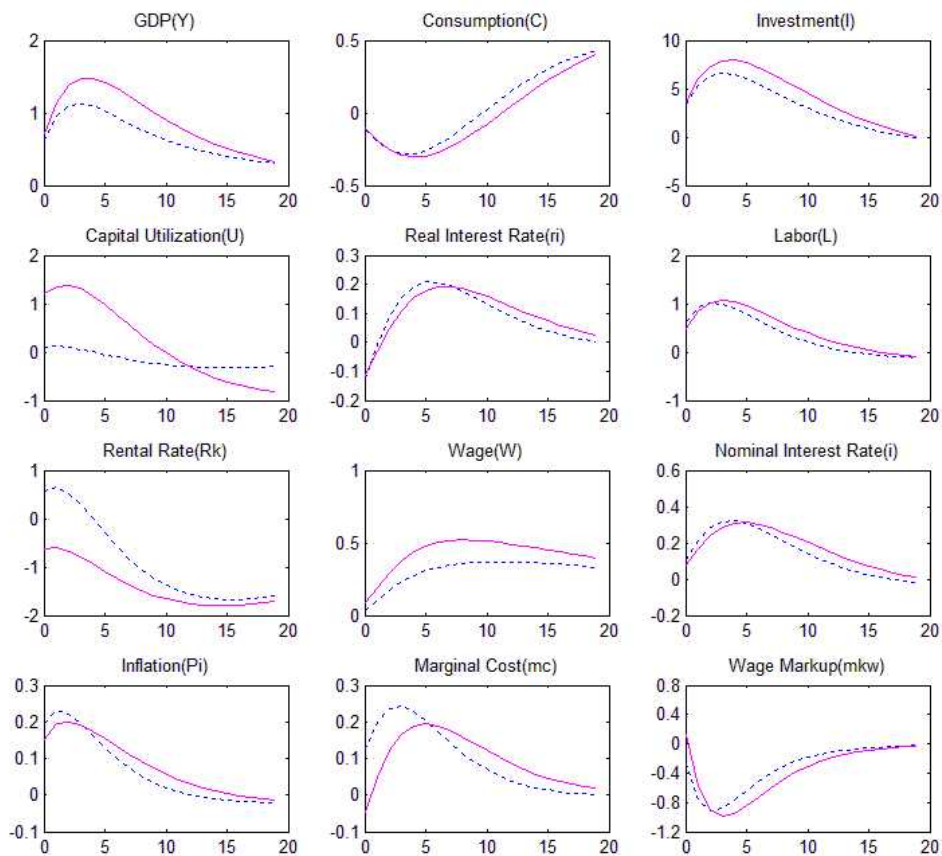 GDP(Y) Consumption(C) Investment(I)
2 0.5 10
1 0 5
0
0 -0.5 -5
0 5 10 15 20 0 5 10 15 20 0 5 10 15 20
Capital Utilization(U) Real Interest Rate(ri) Labor(L)
2 0.3 2
0.2
1 1
0.1
0 0 0
-0.1
-1 -0.2 -1
0 5 10 15 20 0 5 10 15 20 0 5 10 15 20
Rental Rate(Rk) Wage(W) Nominal Interest Rate(i)
1 1 0.6
0 0.4
0.5 0.2
-1 0
-2 0 -0.2
0 5 10 15 20 0 5 10 15 20 0 5 10 15 20
Inflation(Pi) Marginal Cost(mc) Wage Markup(mkw)
0.3 0.3 0.8
0.2 0.2 0.4
0
0.1 0.1 -0.4
0 0 -0.8
-0.1 -0.1 -1.2
0 5 10 15 20 0 5 10 15 20 0 5 10 15 20